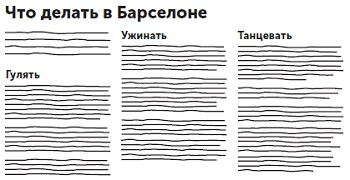 Что делать в Барселоне
Гулять
Ужинать
Танцевать